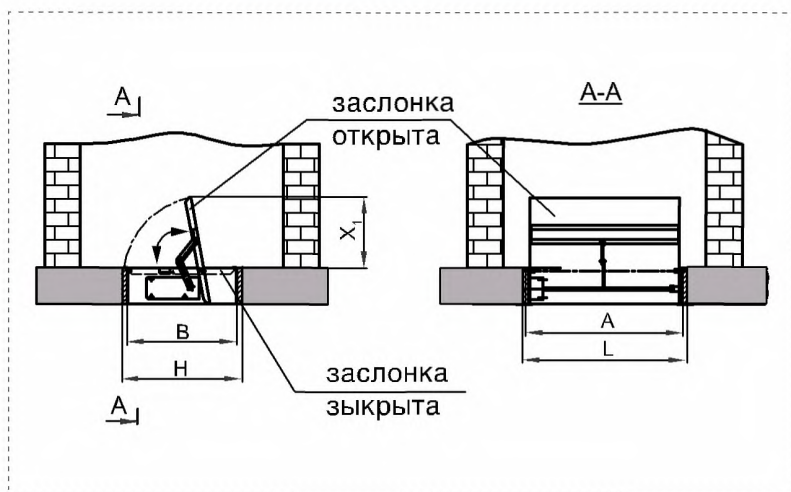 А
А-А
заслонка
открыта
X1
В
Н
А
L
заслонка
зыкрыта
А